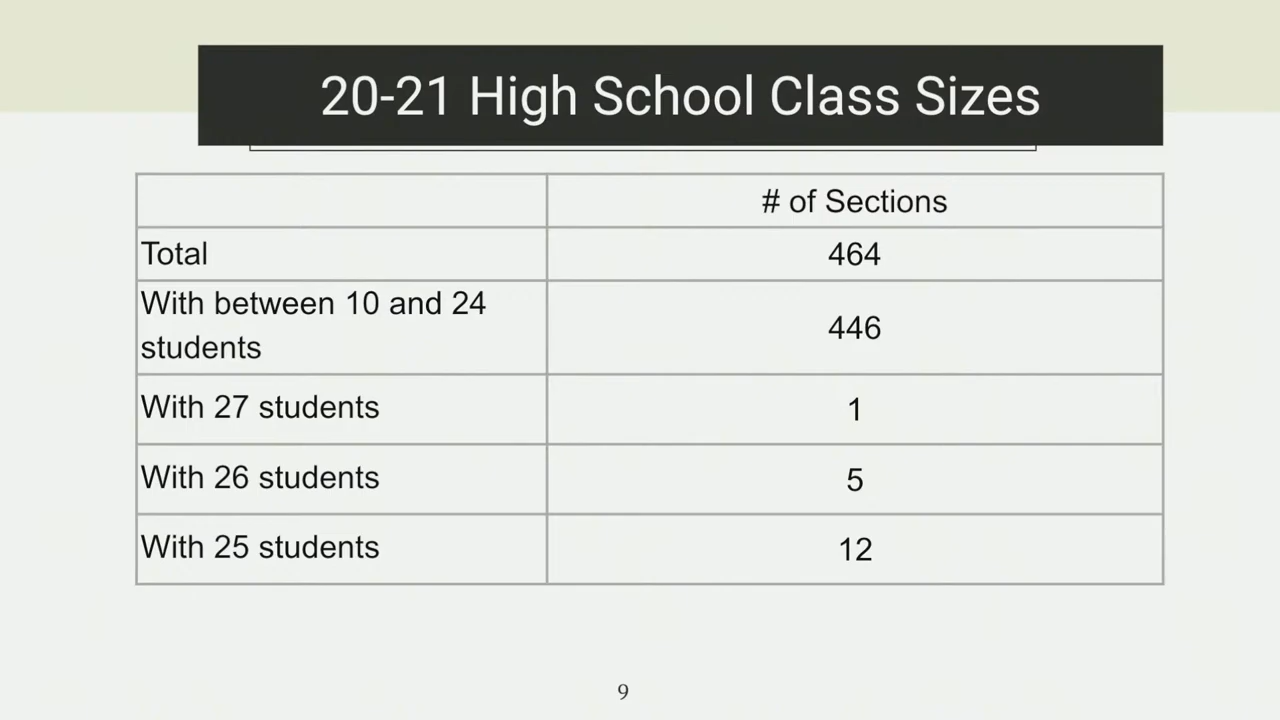 20-21 High School Class Sizes
# of Sections
Total 464
With between 10 and 24
students 446
With 27 students 1
With 26 students 5
With 25 students 12
9